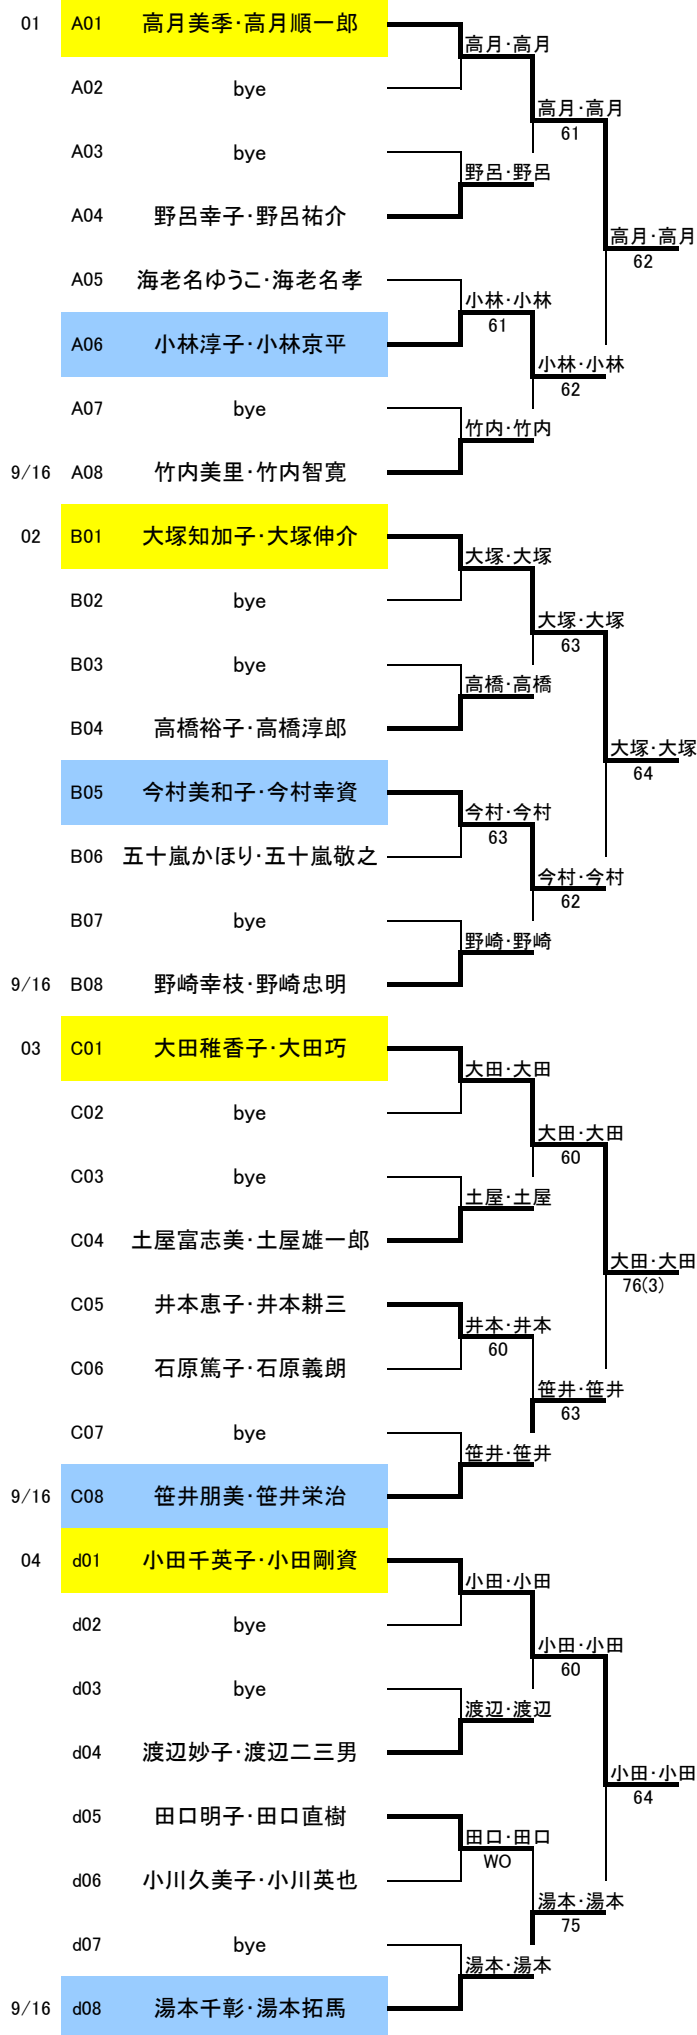 01 A01 高月美季・高月順一郎
高月・高月
A02 bye
高月・高月
61
A03 bye
野呂・野呂
A04 野呂幸子・野呂祐介
高月・高月
62
A05 海老名ゆうこ・海老名孝
小林・小林
61
A06 小林淳子・小林京平
小林・小林
62
A07 bye
竹内・竹内
9/16 A08 竹内美里・竹内智寛
02 B01 大塚知加子・大塚伸介
大塚・大塚
B02 bye
大塚・大塚
63
B03 bye
高橋・高橋
B04 高橋裕子・高橋淳郎
大塚・大塚
64
B05 今村美和子・今村幸資
今村・今村
63
B06 五十嵐かほり・五十嵐敬之
今村・今村
62
B07 bye
野崎・野崎
9/16 B08 野崎幸枝・野崎忠明
03 C01 大田稚香子・大田巧
大田・大田
C02 bye
大田・大田
60
C03 bye
土屋・土屋
C04 土屋富志美・土屋雄一郎
大田・大田
76(3)
C05 井本恵子・井本耕三
井本・井本
60
C06 石原篤子・石原義朗
笹井・笹井
63
C07 bye
笹井・笹井
9/16 C08 笹井朋美・笹井栄治
04 d01 小田千英子・小田剛資
小田・小田
d02 bye
小田・小田
60
d03 bye
渡辺・渡辺
d04 渡辺妙子・渡辺二三男
小田・小田
64
d05 田口明子・田口直樹
田口・田口
WO
d06 小川久美子・小川英也
湯本・湯本
75
d07 bye
湯本・湯本
9/16 d08 湯本千彰・湯本拓馬